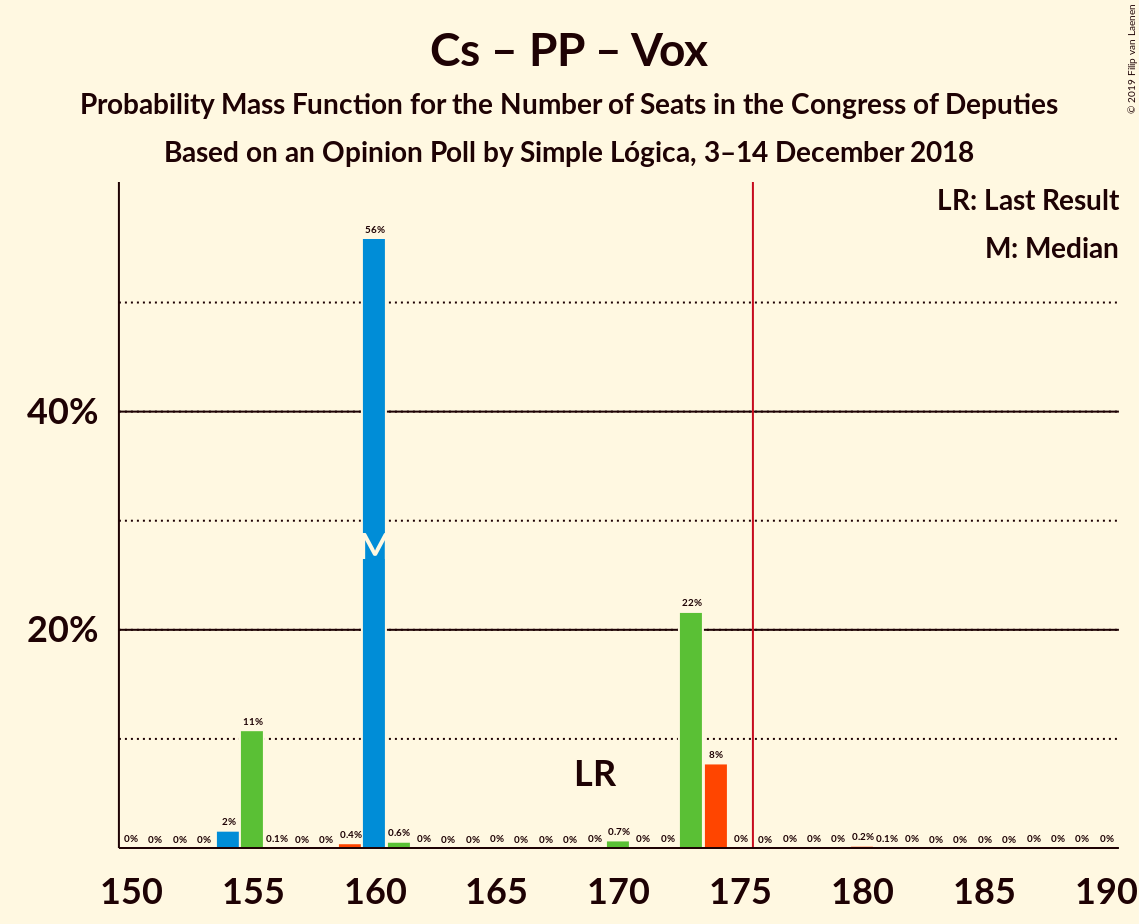 Cs – PP – Vox
Probability Mass Function for the Number of Seats in the Congress of Deputies
Based on an Opinion Poll by Simple Lógica, 3–14 December 2018
© 2019 Filip van Laenen
LR: Last Result
M: Median
56%
40%
M
22%
20%
11%
8%
LR
2%
0% 0% 0% 0% 0.1% 0% 0% 0.4% 0.6% 0% 0% 0% 0% 0% 0% 0% 0.7% 0% 0% 0% 0% 0% 0% 0% 0.2% 0.1% 0% 0% 0% 0% 0% 0% 0% 0% 0%
150 155 160 165 170 175 180 185 190